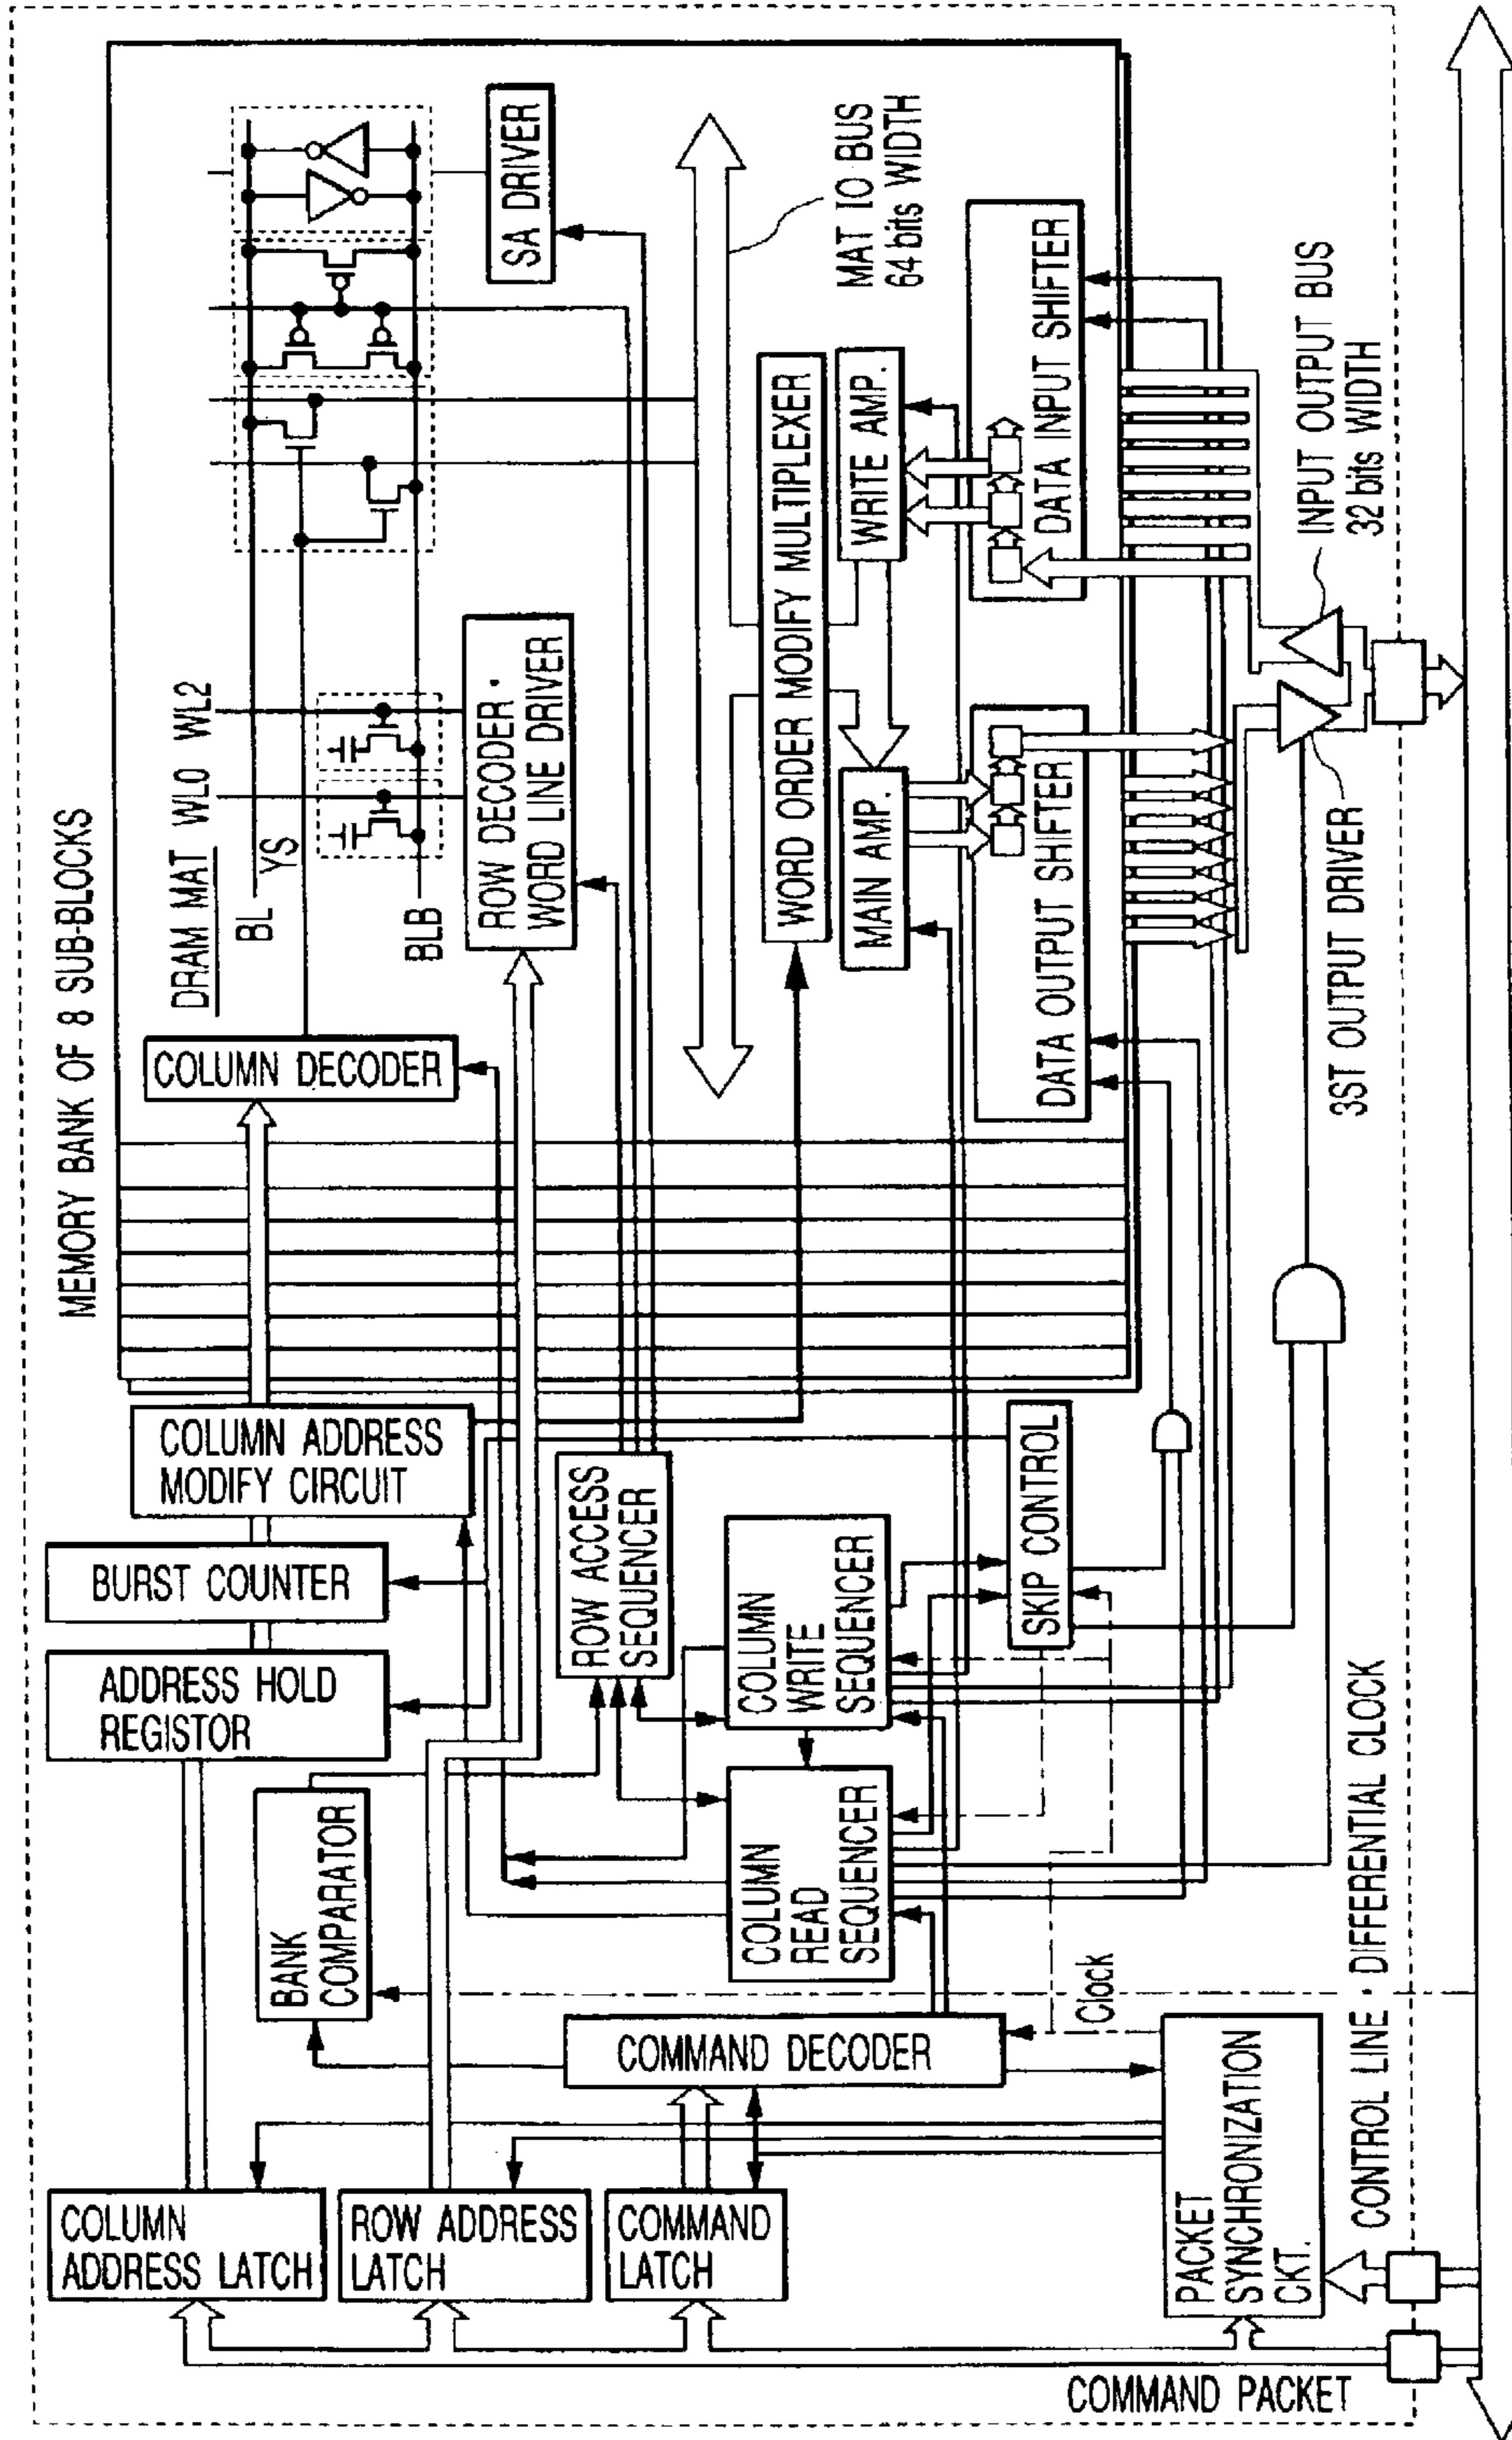 MEMORY BANK OF 8 SUB-BLOCKS
COLUMN
ADDRESS LATCH
ROW ADDRESS
LATCH
COMMAND
LATCH
PACKET
SYNCHRONIZATION
CKT.
COMMAND PACKET
CONTROL LINE · DIFFERENTIAL CLOCK
COMMAND DECODER
Clock
BANK
COMPARATOR
ADDRESS HOLD
REGISTOR
BURST COUNTER
COLUMN ADDRESS
MODIFY CIRCUIT
ROW ACCESS
SEQUENCER
COLUMN
READ
SEQUENCER
COLUMN
WRITE
SEQUENCER
SKIP CONTROL
COLUMN DECODER
DRAM MAT WL0 WL2
BL
YS
BLB
ROW DECODER ·
WORD LINE DRIVER
SA DRIVER
MAT IO BUS
64 bits WIDTH
WORD ORDER MODIFY MULTIPLEXER
MAIN AMP.
WRITE AMP.
DATA OUTPUT SHIFTER
DATA INPUT SHIFTER
3ST OUTPUT DRIVER
INPUT OUTPUT BUS
32 bits WIDTH